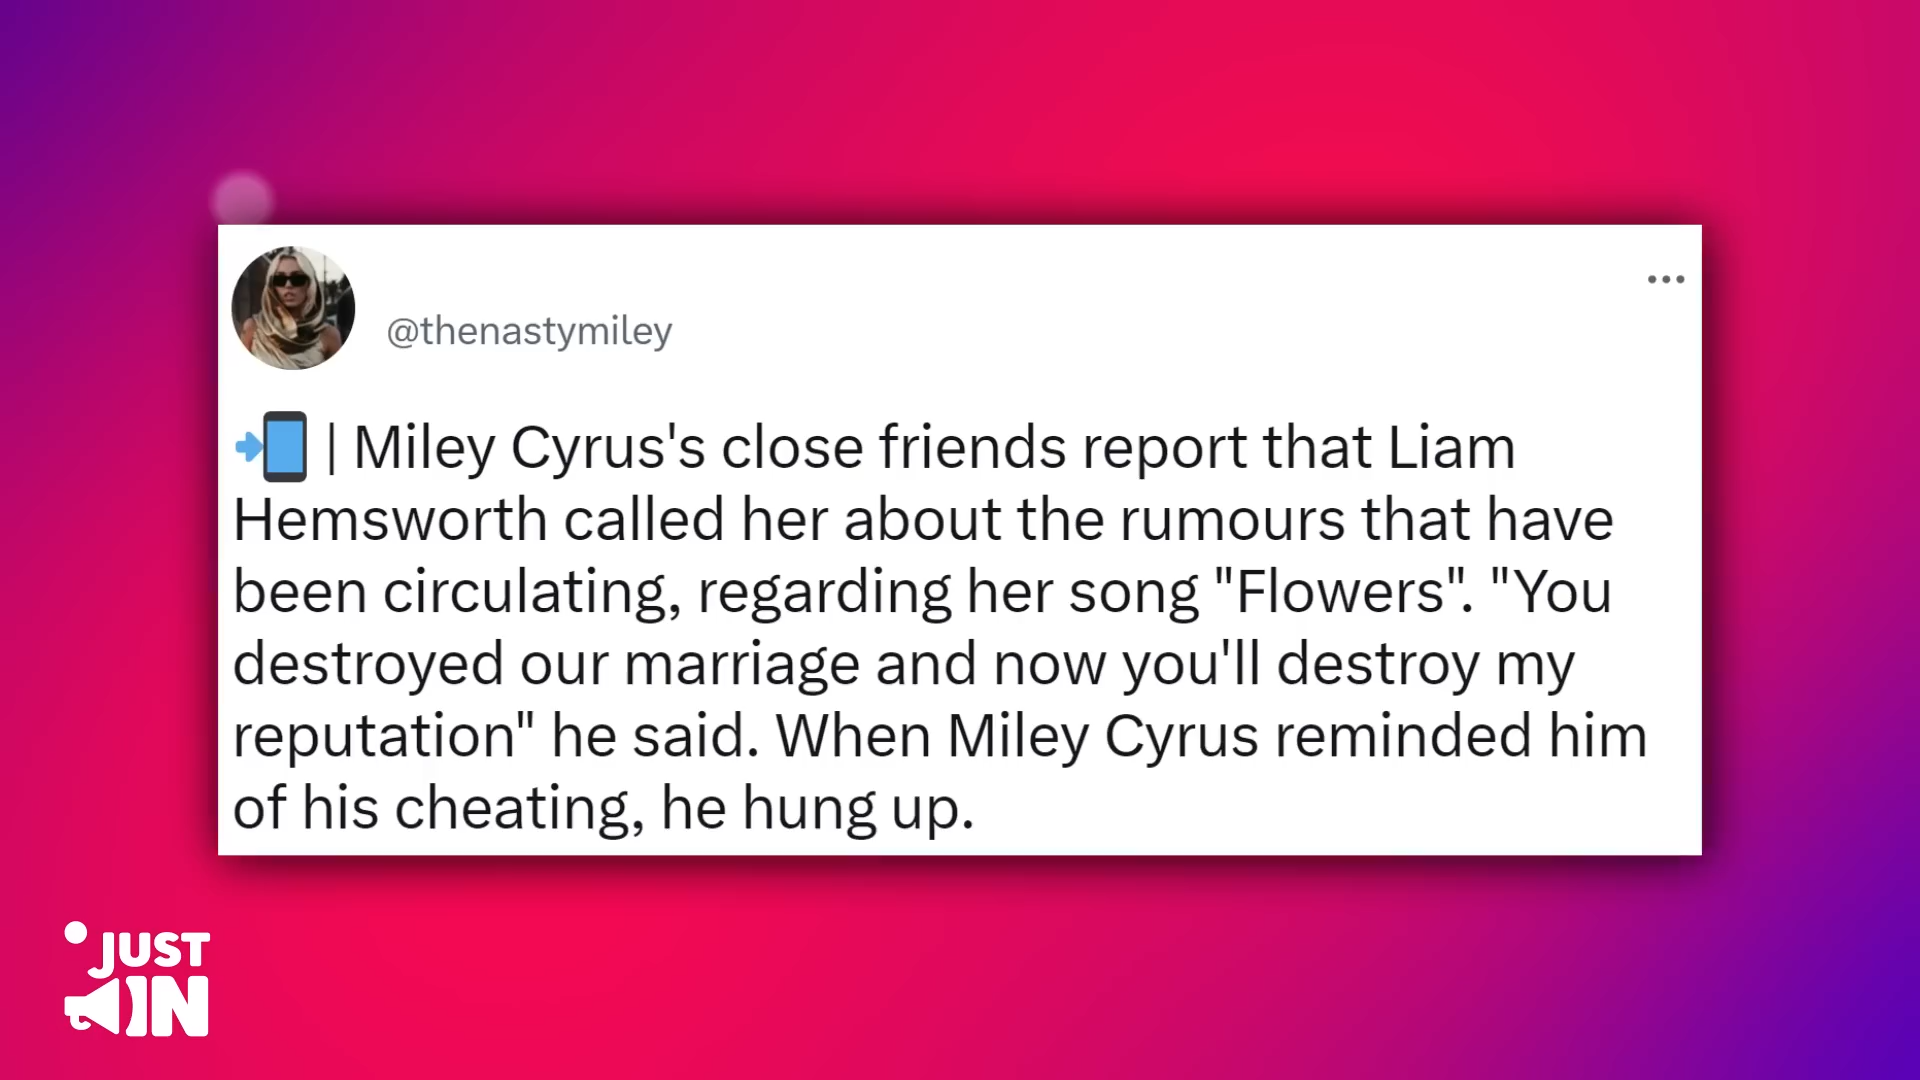 @thenastymiley
| Miley Cyrus's close friends report that Liam
Hemsworth called her about the rumours that have
been circulating, regarding her song "Flowers". "You
destroyed our marriage and now you'll destroy my
reputation" he said. When Miley Cyrus reminded him
of his cheating, he hung up.
JUST
IN